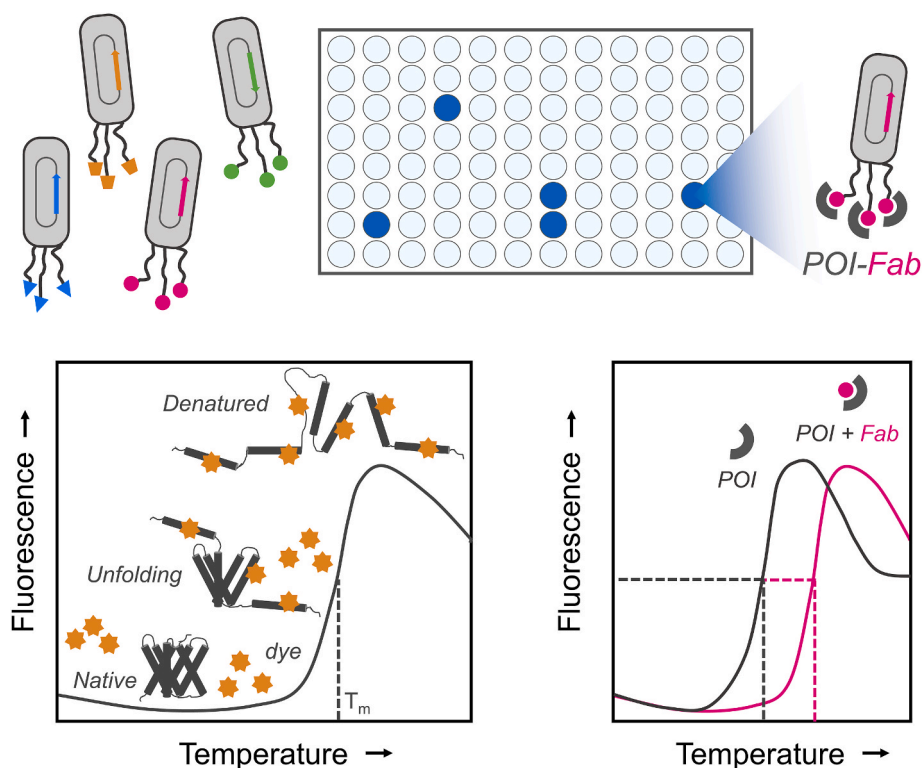 POI-Fab
Fluorescence →
Denatured
Unfolding
Native
dye
Tm
Temperature →
Fluorescence →
POI
POI + Fab
Temperature →